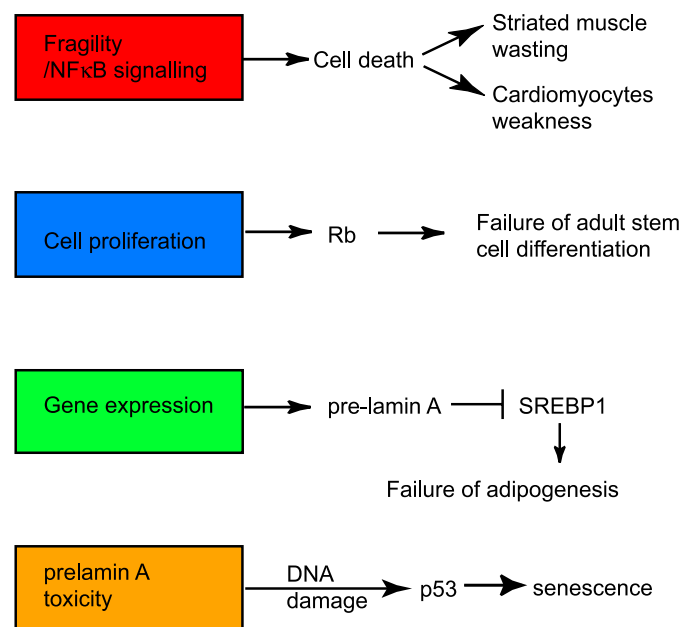 Fragility
/NFκB signalling
Cell death
Striated muscle
wasting
Cardiomyocytes
weakness
Cell proliferation
Rb
Failure of adult stem
cell differentiation
Gene expression
pre-lamin A
SREBP1
Failure of adipogenesis
prelamin A
toxicity
DNA
damage
p53
senescence